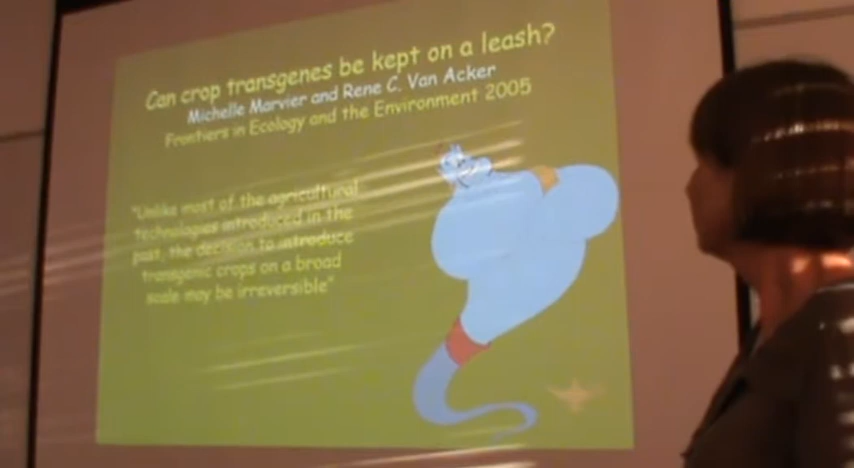 Can crop transgenes be kept on a leash?
Michelle Marvier and Rene C. Van Acker
Frontiers in Ecology and the Environment 2005
"Unlike most of the agricultural
technologies introduced in the
past, the decision to introduce
transgenic crops on a broad
scale may be irreversible"